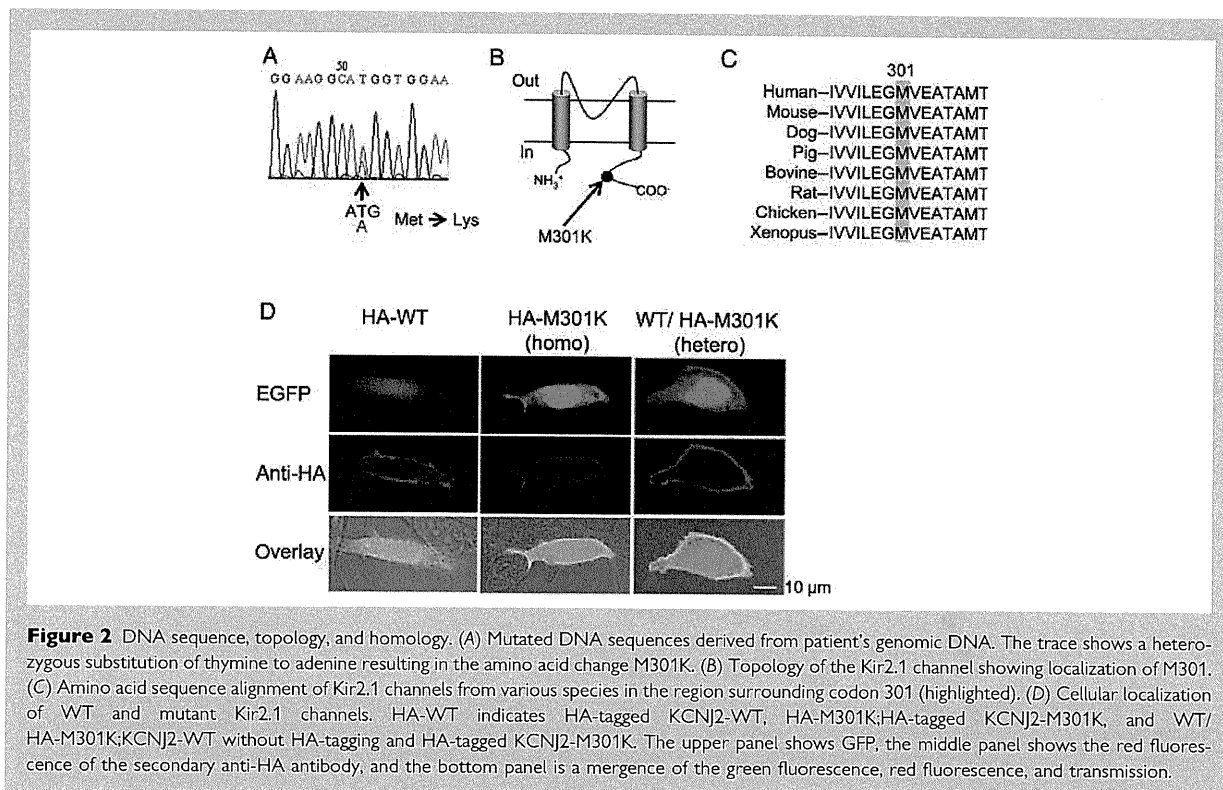 A
50
GGAAGGCATGGTGGAA
ATG
A
Met → Lys
B
Out
In
NH₃⁺
COO⁻
M301K
C
301
Human–IVVILEGMVEATAMT
Mouse–IVVILEGMVEATAMT
Dog–IVVILEGMVEATAMT
Pig–IVVILEGMVEATAMT
Bovine–IVVILEGMVEATAMT
Rat–IVVILEGMVEATAMT
Chicken–IVVILEGMVEATAMT
Xenopus–IVVILEGMVEATAMT
D
HA-WT
HA-M301K
(homo)
WT/ HA-M301K
(hetero)
EGFP
Anti-HA
Overlay
10 µm
Figure 2 DNA sequence, topology, and homology. (A) Mutated DNA sequences derived from patient's genomic DNA. The trace shows a hetero-
zygous substitution of thymine to adenine resulting in the amino acid change M301K. (B) Topology of the Kir2.1 channel showing localization of M301.
(C) Amino acid sequence alignment of Kir2.1 channels from various species in the region surrounding codon 301 (highlighted). (D) Cellular localization
of WT and mutant Kir2.1 channels. HA-WT indicates HA-tagged KCNJ2-WT, HA-M301K;HA-tagged KCNJ2-M301K, and WT/
HA-M301K;KCNJ2-WT without HA-tagging and HA-tagged KCNJ2-M301K. The upper panel shows GFP, the middle panel shows the red fluores-
cence of the secondary anti-HA antibody, and the bottom panel is a mergence of the green fluorescence, red fluorescence, and transmission.